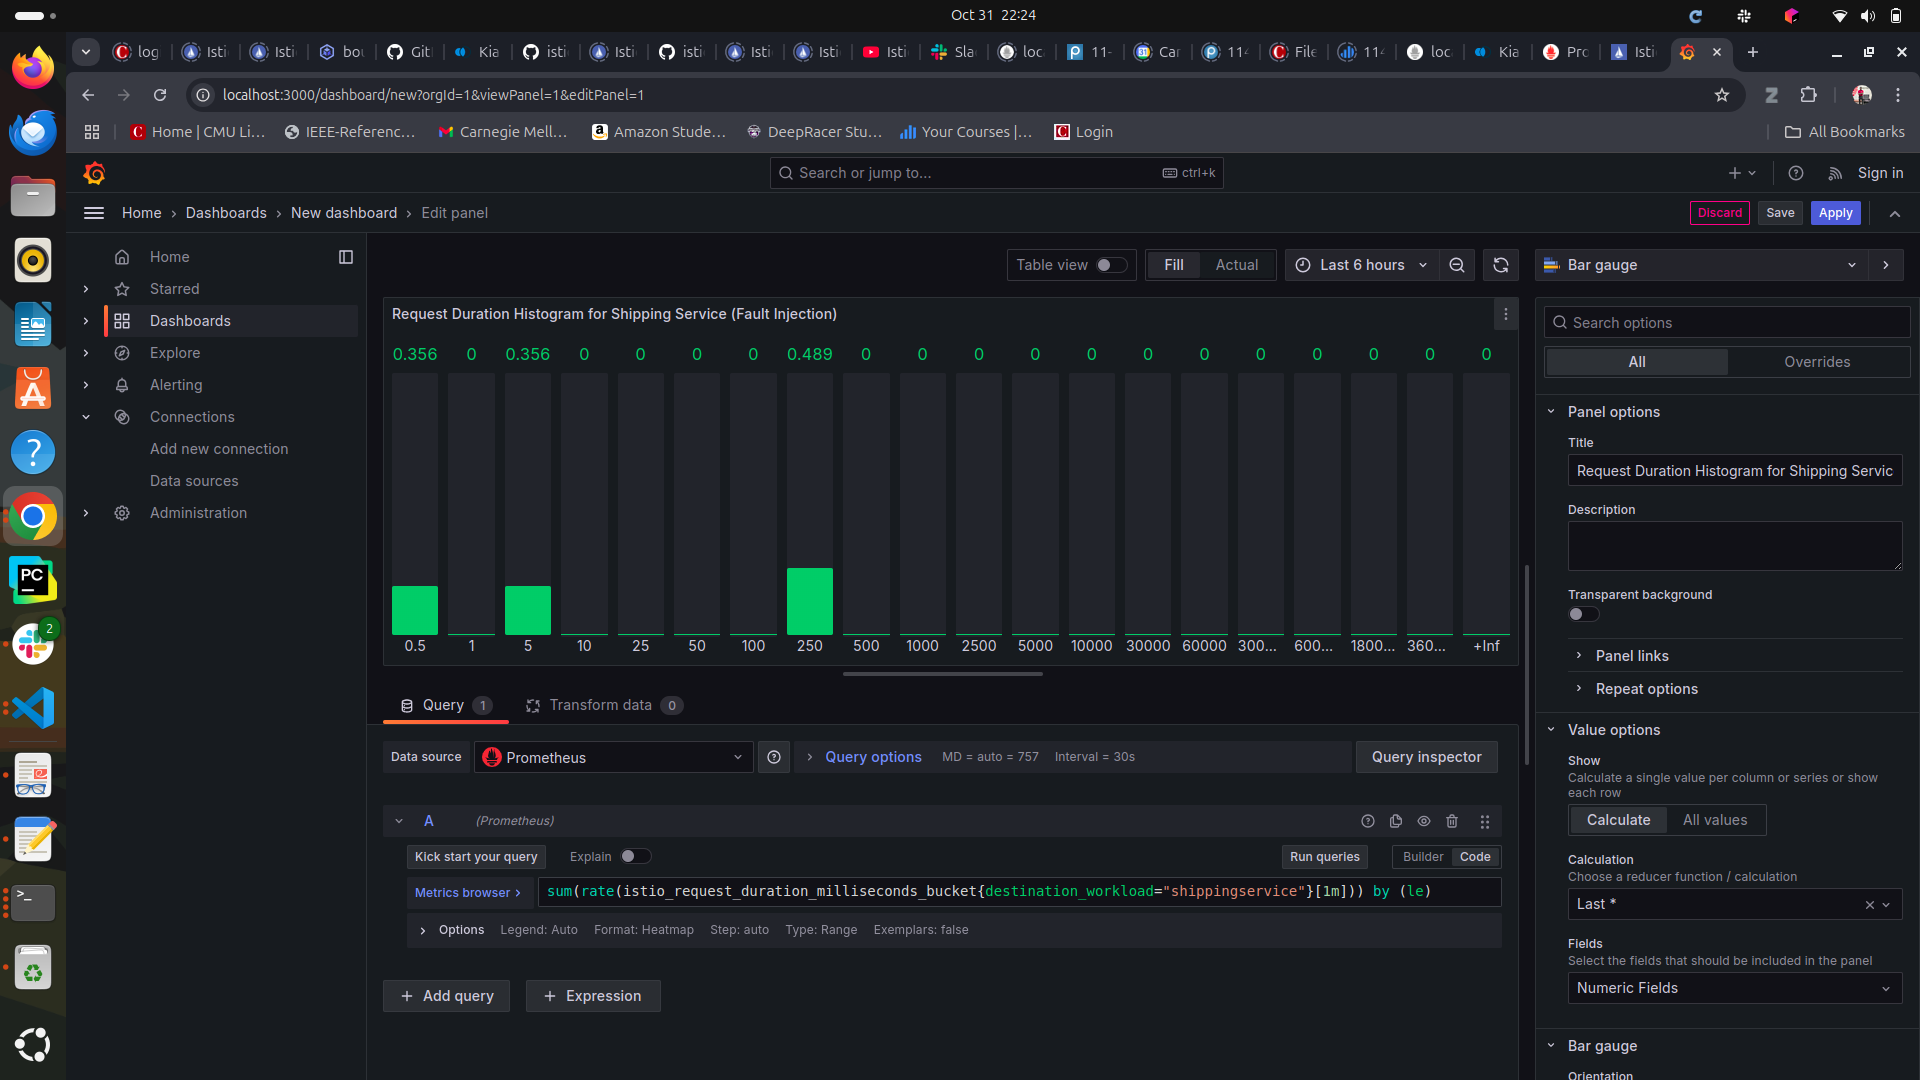 Oct 31 22:24
log
Isti
Isti
bou
Git
Kia
isti
Isti
isti
Isti
Isti
Isti
Sla
loc
11-
Car
114
File
114
loc
Kia
Pro
Isti
localhost:3000/dashboard/new?orgId=1&viewPanel=1&editPanel=1
Home | CMU Li...
IEEE-Referenc...
Carnegie Mell...
Amazon Stude...
DeepRacer Stu...
Your Courses |...
Login
All Bookmarks
Search or jump to...
ctrl+k
Sign in
Home › Dashboards › New dashboard › Edit panel
Discard
Save
Apply
Home
Starred
Dashboards
Explore
Alerting
Connections
Add new connection
Data sources
Administration
Table view
Fill
Actual
Last 6 hours
Bar gauge
Request Duration Histogram for Shipping Service (Fault Injection)
0.356 0 0.356 0 0 0 0 0.489 0 0 0 0 0 0 0 0 0 0 0 0
0.5 1 5 10 25 50 100 250 500 1000 2500 5000 10000 30000 60000 300... 600... 1800... 360... +Inf
Query 1
Transform data 0
Data source
Prometheus
Query options
MD = auto = 757
Interval = 30s
Query inspector
A
(Prometheus)
Kick start your query
Explain
Run queries
Builder
Code
Metrics browser >
sum(rate(istio_request_duration_milliseconds_bucket{destination_workload="shippingservice"}[1m])) by (le)
Options
Legend: Auto
Format: Heatmap
Step: auto
Type: Range
Exemplars: false
+ Add query
+ Expression
Search options
All
Overrides
Panel options
Title
Request Duration Histogram for Shipping Servic
Description
Transparent background
Panel links
Repeat options
Value options
Show
Calculate a single value per column or series or show
each row
Calculate
All values
Calculation
Choose a reducer function / calculation
Last *
Fields
Select the fields that should be included in the panel
Numeric Fields
Bar gauge
Orientation
PC
2